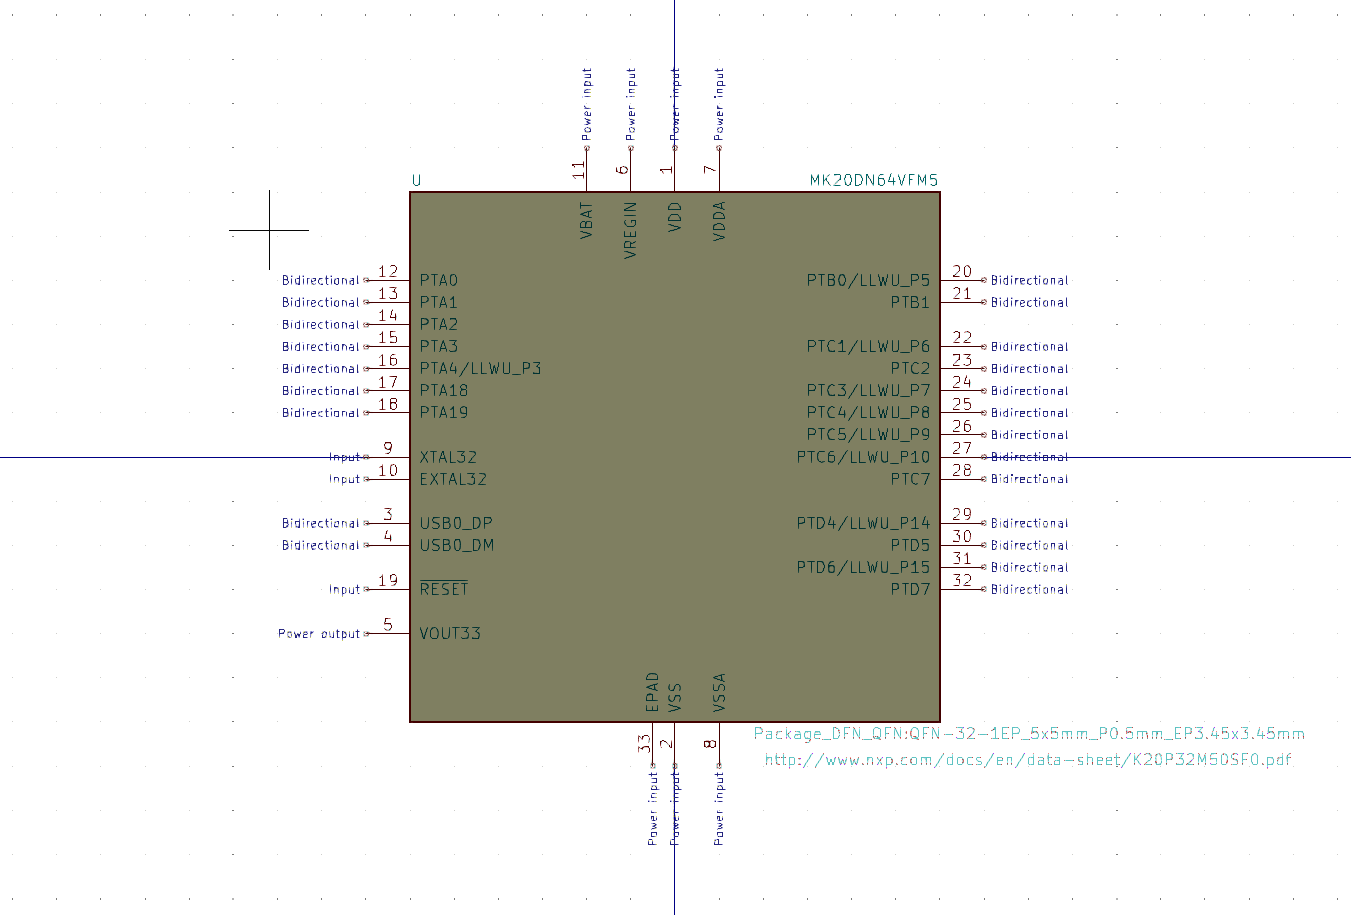 Power input Power input Power input Power input
11 6 1 7
U MK20DN64VFM5
VBAT VREGIN VDD VDDA
Bidirectional 12 PTA0 PTB0/LLWU_P5 20 Bidirectional
Bidirectional 13 PTA1 PTB1 21 Bidirectional
Bidirectional 14 PTA2
Bidirectional 15 PTA3 PTC1/LLWU_P6 22 Bidirectional
Bidirectional 16 PTA4/LLWU_P3 PTC2 23 Bidirectional
Bidirectional 17 PTA18 PTC3/LLWU_P7 24 Bidirectional
Bidirectional 18 PTA19 PTC4/LLWU_P8 25 Bidirectional
PTC5/LLWU_P9 26 Bidirectional
Input 9 XTAL32 PTC6/LLWU_P10 27 Bidirectional
Input 10 EXTAL32 PTC7 28 Bidirectional
Bidirectional 3 USB0_DP PTD4/LLWU_P14 29 Bidirectional
Bidirectional 4 USB0_DM PTD5 30 Bidirectional
PTD6/LLWU_P15 31 Bidirectional
Input 19 RESET PTD7 32 Bidirectional
Power output 5 VOUT33
EPAD VSS VSSA
33 2 8
Package_DFN_QFN:QFN-32-1EP_5x5mm_P0.5mm_EP3.45x3.45mm
http://www.nxp.com/docs/en/data-sheet/K20P32M50SF0.pdf
Power input Power input Power input